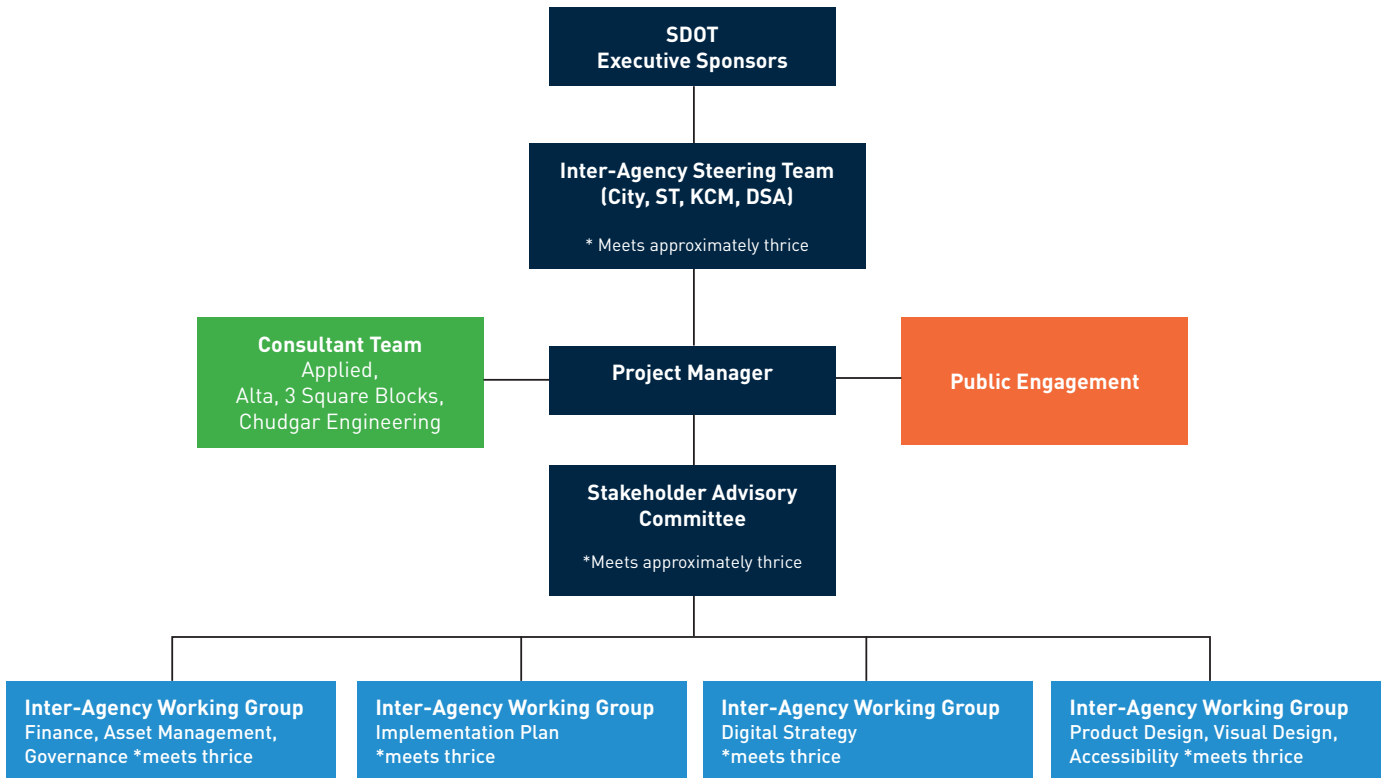 SDOT
Executive Sponsors
Inter-Agency Steering Team
(City, ST, KCM, DSA)
* Meets approximately thrice
Consultant Team
Applied,
Alta, 3 Square Blocks,
Chudgar Engineering
Project Manager
Public Engagement
Stakeholder Advisory
Committee
*Meets approximately thrice
Inter-Agency Working Group
Finance, Asset Management,
Governance *meets thrice
Inter-Agency Working Group
Implementation Plan
*meets thrice
Inter-Agency Working Group
Digital Strategy
*meets thrice
Inter-Agency Working Group
Product Design, Visual Design,
Accessibility *meets thrice